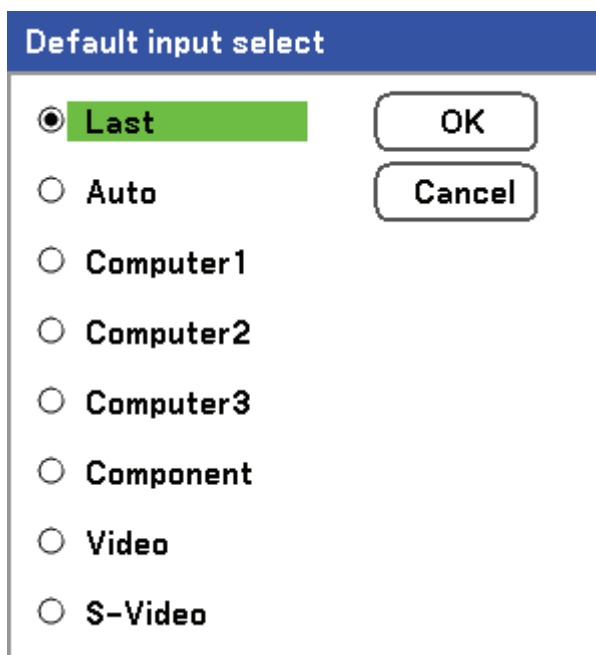 Default input select
Last
OK
Auto
Cancel
Computer1
Computer2
Computer3
Component
Video
S-Video